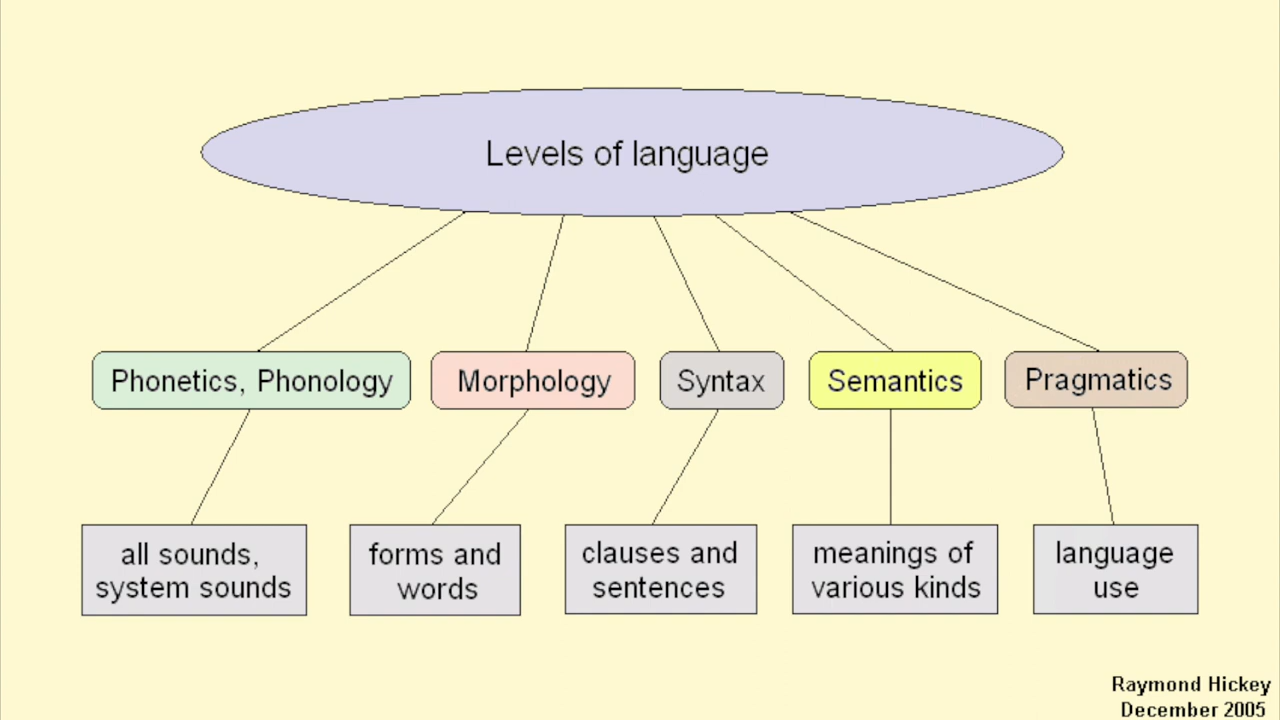 Levels of language
Phonetics, Phonology
Morphology
Syntax
Semantics
Pragmatics
all sounds,
system sounds
forms and
words
clauses and
sentences
meanings of
various kinds
language
use
Raymond Hickey
December 2005